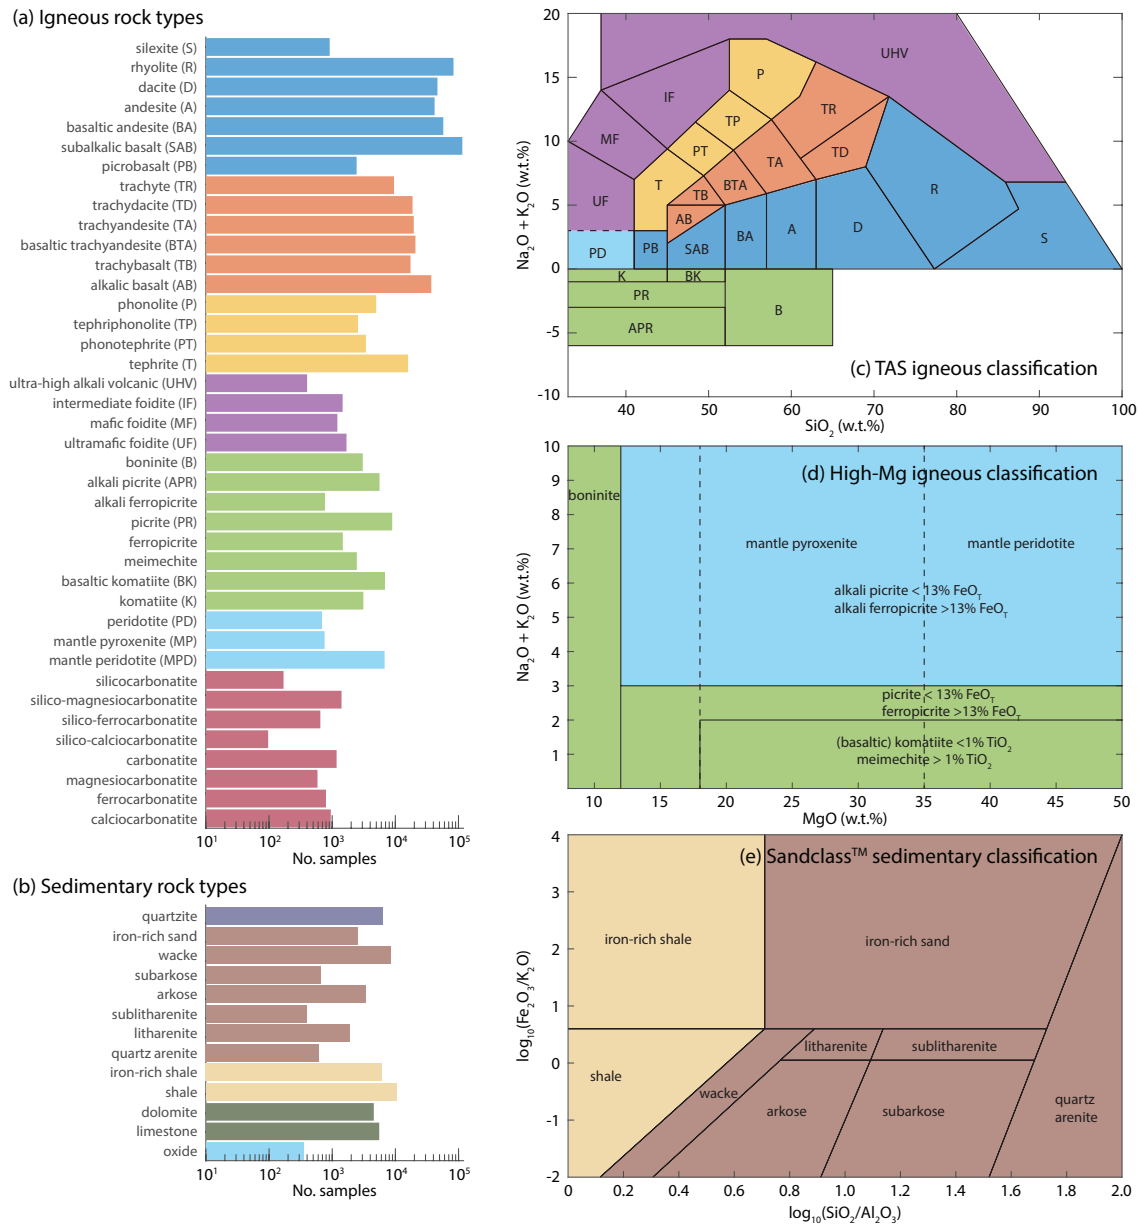 (a) Igneous rock types
silexite (S)
rhyolite (R)
dacite (D)
andesite (A)
basaltic andesite (BA)
subalkalic basalt (SAB)
picrobasalt (PB)
trachyte (TR)
trachydacite (TD)
trachyandesite (TA)
basaltic trachyandesite (BTA)
trachybasalt (TB)
alkalic basalt (AB)
phonolite (P)
tephriphonolite (TP)
phonotephrite (PT)
tephrite (T)
ultra-high alkali volcanic (UHV)
intermediate foidite (IF)
mafic foidite (MF)
ultramafic foidite (UF)
boninite (B)
alkali picrite (APR)
alkali ferropicrite
picrite (PR)
ferropicrite
meimechite
basaltic komatiite (BK)
komatiite (K)
peridotite (PD)
mantle pyroxenite (MP)
mantle peridotite (MPD)
silicocarbonatite
silico-magnesiocarbonatite
silico-ferrocarbonatite
silico-calciocarbonatite
carbonatite
magnesiocarbonatite
ferrocarbonatite
calciocarbonatite
10¹ 10² 10³ 10⁴ 10⁵
No. samples
(b) Sedimentary rock types
quartzite
iron-rich sand
wacke
subarkose
arkose
sublitharenite
litharenite
quartz arenite
iron-rich shale
shale
dolomite
limestone
oxide
10¹ 10² 10³ 10⁴ 10⁵
No. samples
20
15
10
5
0
-5
-10
Na₂O + K₂O (w.t.%)
UHV
P
IF
TR
TP
MF
PT
TA
TD
T
BTA
R
UF
TB
AB
PD
PB
SAB
BA
A
D
S
K
BK
PR
B
APR
(c) TAS igneous classification
40 50 60 70 80 90 100
SiO₂ (w.t.%)
10
9
8
7
6
5
4
3
2
1
Na₂O + K₂O (w.t.%)
(d) High-Mg igneous classification
boninite
mantle pyroxenite
mantle peridotite
alkali picrite < 13% FeO_T
alkali ferropicrite >13% FeO_T
picrite < 13% FeO_T
ferropicrite >13% FeO_T
(basaltic) komatiite <1% TiO₂
meimechite > 1% TiO₂
10 15 20 25 30 35 40 45 50
MgO (w.t.%)
4
3
2
1
0
-1
-2
log₁₀(Fe₂O₃/K₂O)
(e) Sandclass™ sedimentary classification
iron-rich shale
iron-rich sand
litharenite
sublitharenite
shale
wacke
arkose
subarkose
quartz
arenite
0 0.2 0.4 0.6 0.8 1.0 1.2 1.4 1.6 1.8 2.0
log₁₀(SiO₂/Al₂O₃)